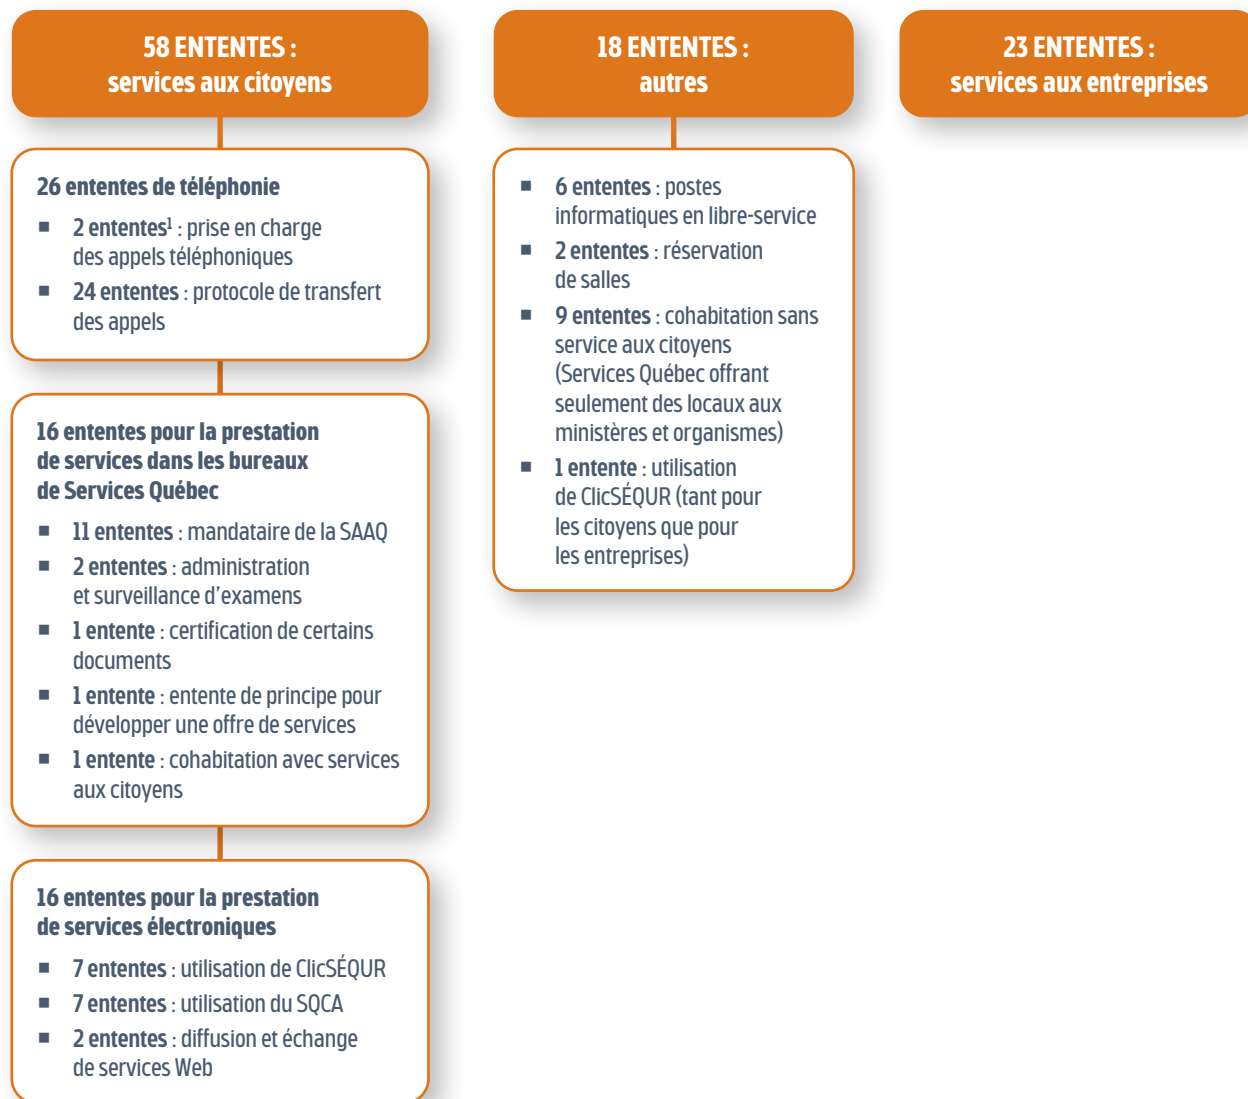 58 ENTENTES :
services aux citoyens
26 ententes de téléphonie
■ 2 ententes¹ : prise en charge
des appels téléphoniques
■ 24 ententes : protocole de transfert
des appels
16 ententes pour la prestation
de services dans les bureaux
de Services Québec
■ 11 ententes : mandataire de la SAAQ
■ 2 ententes : administration
et surveillance d'examens
■ 1 entente : certification de certains
documents
■ 1 entente : entente de principe pour
développer une offre de services
■ 1 entente : cohabitation avec services
aux citoyens
16 ententes pour la prestation
de services électroniques
■ 7 ententes : utilisation de ClicSÉQUR
■ 7 ententes : utilisation du SQCA
■ 2 ententes : diffusion et échange
de services Web
18 ENTENTES :
autres
■ 6 ententes : postes
informatiques en libre-service
■ 2 ententes : réservation
de salles
■ 9 ententes : cohabitation sans
service aux citoyens
(Services Québec offrant
seulement des locaux aux
ministères et organismes)
■ 1 entente : utilisation
de ClicSÉQUR (tant pour
les citoyens que pour
les entreprises)
23 ENTENTES :
services aux entreprises